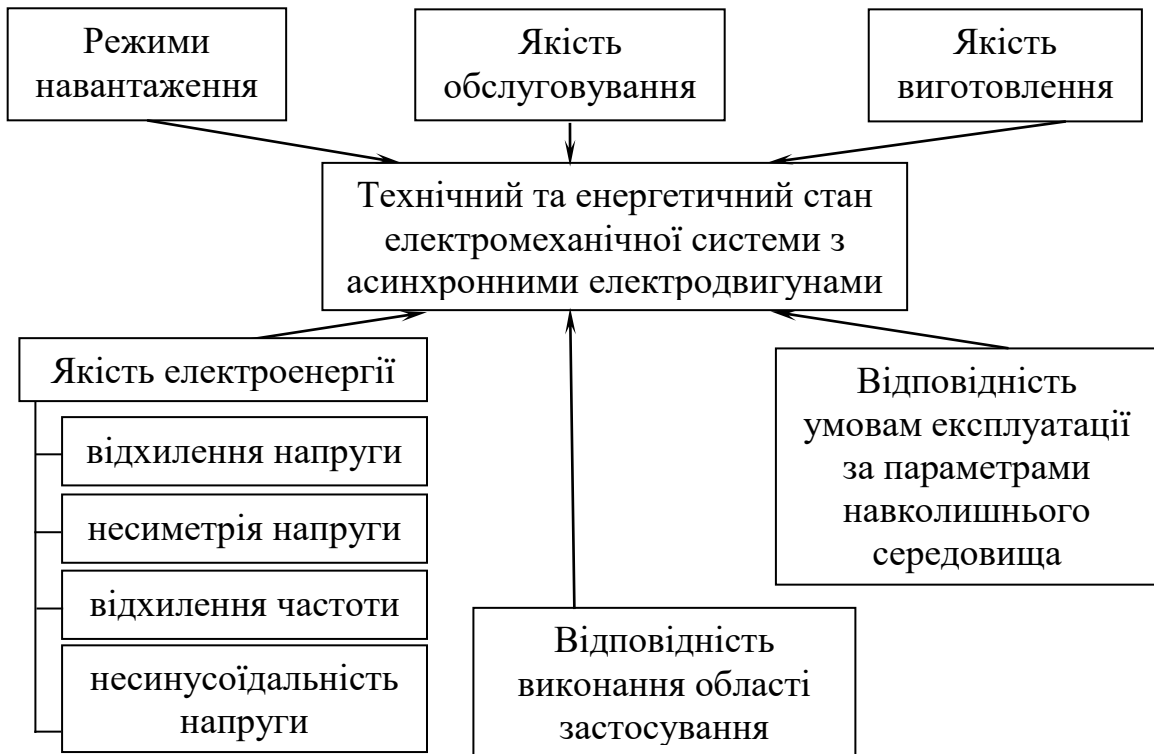 Режими
навантаження
Якість
обслуговування
Якість
виготовлення
Технічний та енергетичний стан
електромеханічної системи з
асинхронними електродвигунами
Якість електроенергії
відхилення напруги
несиметрія напруги
відхилення частоти
несинусоїдальність
напруги
Відповідність
виконання області
застосування
Відповідність
умовам експлуатації
за параметрами
навколишнього
середовища